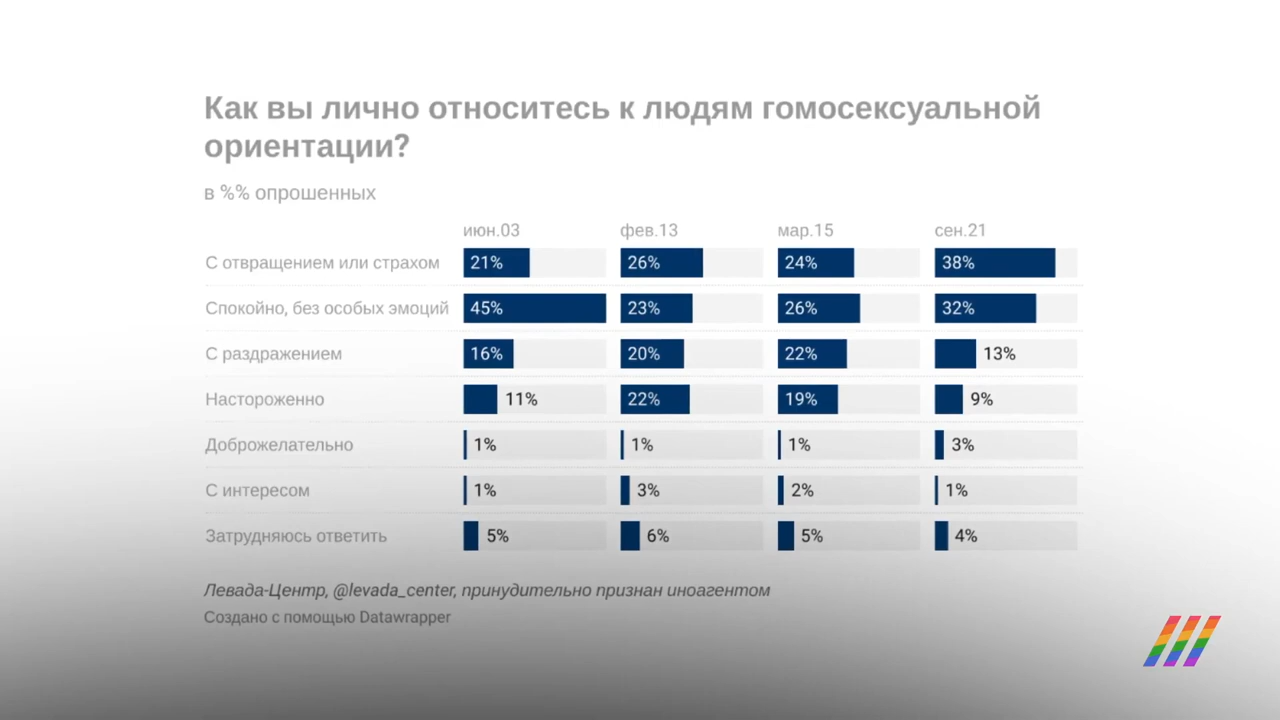 Как вы лично относитесь к людям гомосексуальной
ориентации?
в %% опрошенных
июн.03 фев.13 мар.15 сен.21
С отвращением или страхом 21% 26% 24% 38%
Спокойно, без особых эмоций 45% 23% 26% 32%
С раздражением 16% 20% 22% 13%
Настороженно 11% 22% 19% 9%
Доброжелательно 1% 1% 1% 3%
С интересом 1% 3% 2% 1%
Затрудняюсь ответить 5% 6% 5% 4%
Левада-Центр, @levada_center, принудительно признан иноагентом
Создано с помощью Datawrapper